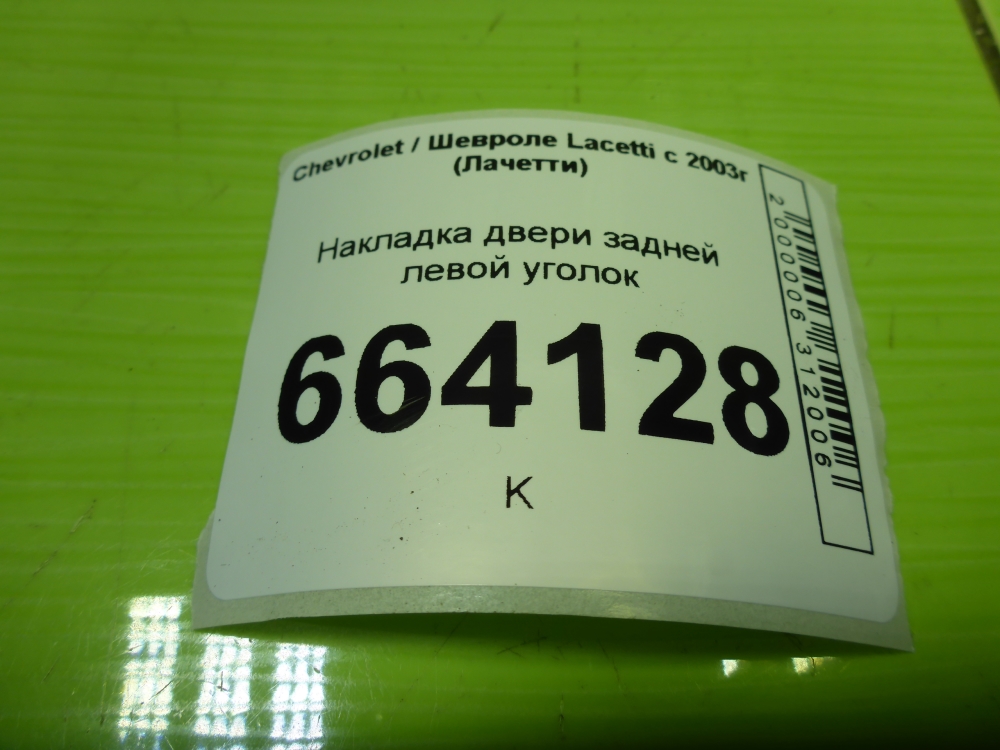 Chevrolet / Шевроле Lacetti с 2003г
(Лачетти)
Накладка двери задней
левой уголок
664128
К
2000006312006